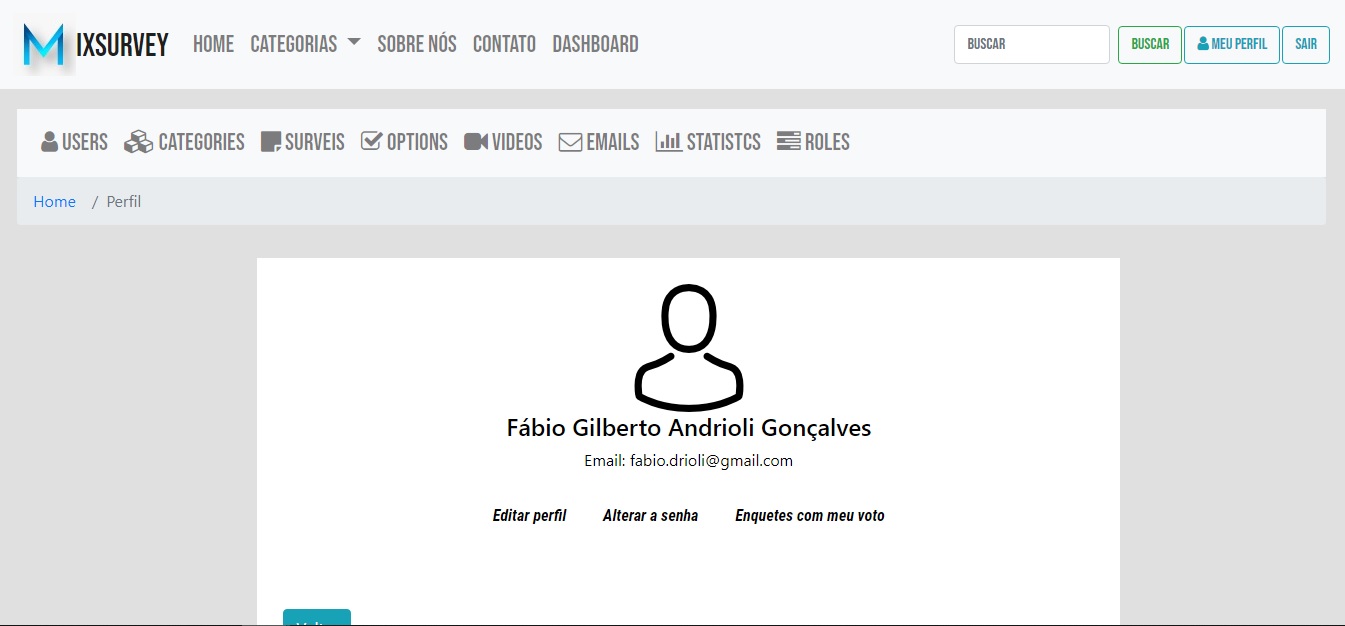 MIXSURVEY HOME CATEGORIAS SOBRE NÓS CONTATO DASHBOARD BUSCAR BUSCAR MEU PERFIL SAIR
USERS CATEGORIES SURVEIS OPTIONS VIDEOS EMAILS STATISTCS ROLES
Home / Perfil
Fábio Gilberto Andrioli Gonçalves
Email: fabio.drioli@gmail.com
Editar perfil Alterar a senha Enquetes com meu voto